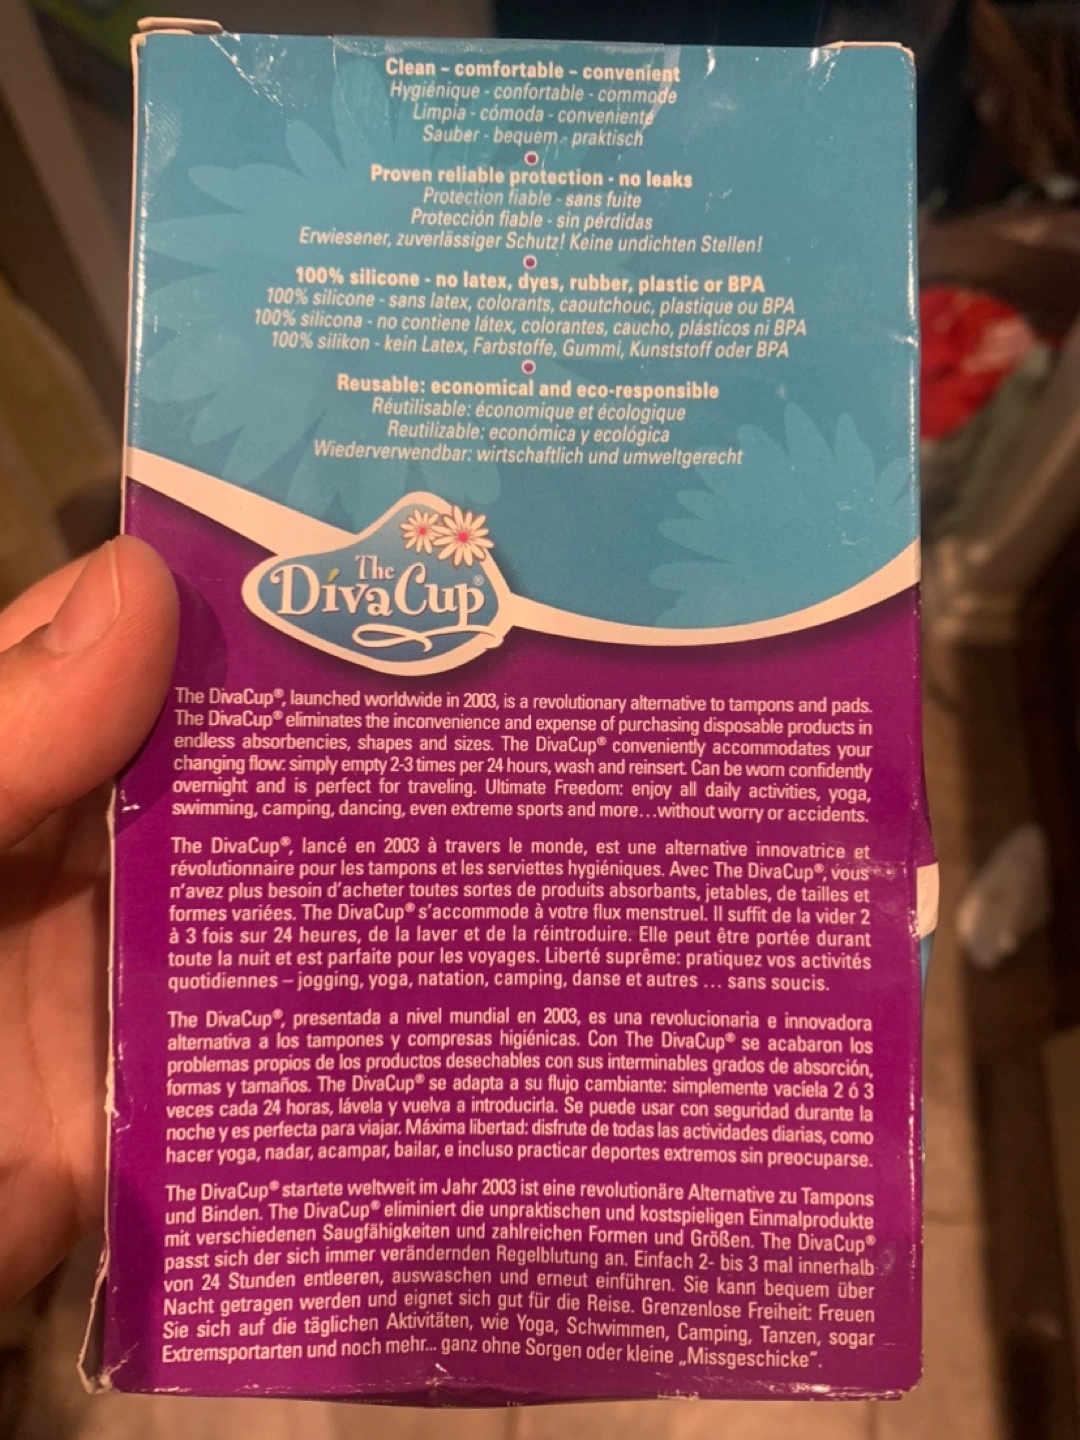 Clean – comfortable – convenient
Hygiénique - confortable - commode
Limpia - cómoda - conveniente
Sauber - bequem - praktisch
Proven reliable protection - no leaks
Protection fiable - sans fuite
Protección fiable - sin pérdidas
Erwiesener, zuverlässiger Schutz! Keine undichten Stellen!
100% silicone - no latex, dyes, rubber, plastic or BPA
100% silicone - sans latex, colorants, caoutchouc, plastique ou BPA
100% silicona - no contiene látex, colorantes, caucho, plásticos ni BPA
100% silikon - kein Latex, Farbstoffe, Gummi, Kunststoff oder BPA
Reusable: economical and eco-responsible
Réutilisable: économique et écologique
Reutilizable: económica y ecológica
Wiederverwendbar: wirtschaftlich und umweltgerecht
The
DivaCup®
The DivaCup®, launched worldwide in 2003, is a revolutionary alternative to tampons and pads.
The DivaCup® eliminates the inconvenience and expense of purchasing disposable products in
endless absorbencies, shapes and sizes. The DivaCup® conveniently accommodates your
changing flow: simply empty 2-3 times per 24 hours, wash and reinsert. Can be worn confidently
overnight and is perfect for traveling. Ultimate Freedom: enjoy all daily activities, yoga,
swimming, camping, dancing, even extreme sports and more...without worry or accidents.
The DivaCup®, lancé en 2003 à travers le monde, est une alternative innovatrice et
révolutionnaire pour les tampons et les serviettes hygiéniques. Avec The DivaCup®, vous
n'avez plus besoin d'acheter toutes sortes de produits absorbants, jetables, de tailles et
formes variées. The DivaCup® s'accommode à votre flux menstruel. Il suffit de la vider 2
à 3 fois sur 24 heures, de la laver et de la réintroduire. Elle peut être portée durant
toute la nuit et est parfaite pour les voyages. Liberté suprême: pratiquez vos activités
quotidiennes – jogging, yoga, natation, camping, danse et autres ... sans soucis.
The DivaCup®, presentada a nivel mundial en 2003, es una revolucionaria e innovadora
alternativa a los tampones y compresas higiénicas. Con The DivaCup® se acabaron los
problemas propios de los productos desechables con sus interminables grados de absorción,
formas y tamaños. The DivaCup® se adapta a su flujo cambiante: simplemente vacíela 2 ó 3
veces cada 24 horas, lávela y vuelva a introducirla. Se puede usar con seguridad durante la
noche y es perfecta para viajar. Máxima libertad: disfrute de todas las actividades diarias, como
hacer yoga, nadar, acampar, bailar, e incluso practicar deportes extremos sin preocuparse.
The DivaCup® startete weltweit im Jahr 2003 ist eine revolutionäre Alternative zu Tampons
und Binden. The DivaCup® eliminiert die unpraktischen und kostspieligen Einmalprodukte
mit verschiedenen Saugfähigkeiten und zahlreichen Formen und Größen. The DivaCup®
passt sich der sich immer verändernden Regelblutung an. Einfach 2- bis 3 mal innerhalb
von 24 Stunden entleeren, auswaschen und erneut einführen. Sie kann bequem über
Nacht getragen werden und eignet sich gut für die Reise. Grenzenlose Freiheit: Freuen
Sie sich auf die täglichen Aktivitäten, wie Yoga, Schwimmen, Camping, Tanzen, sogar
Extremsportarten und noch mehr... ganz ohne Sorgen oder kleine „Missgeschicke“.